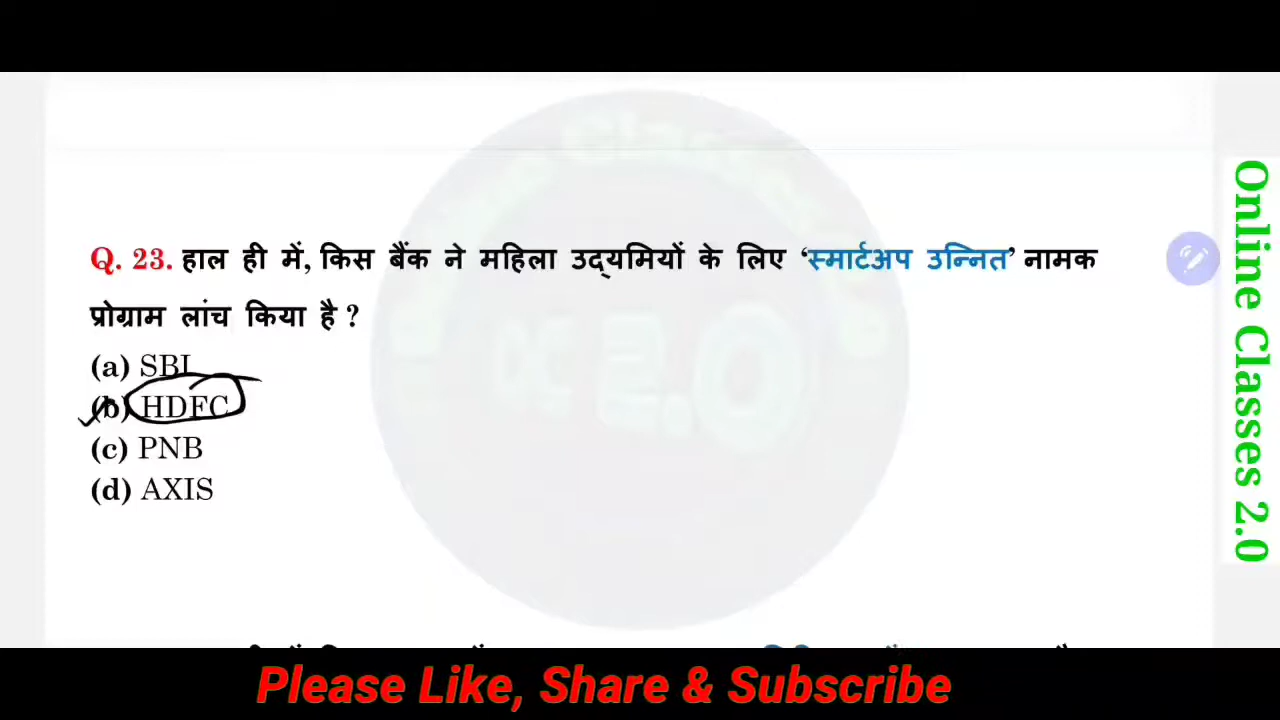 Q. 23. हाल ही में, किस बैंक ने महिला उद्यमियों के लिए ‘स्मार्टअप उन्नित’ नामक
प्रोग्राम लांच किया है ?
(a) SBI
(b) HDFC
(c) PNB
(d) AXIS
Online Classes 2.0
Please Like, Share & Subscribe